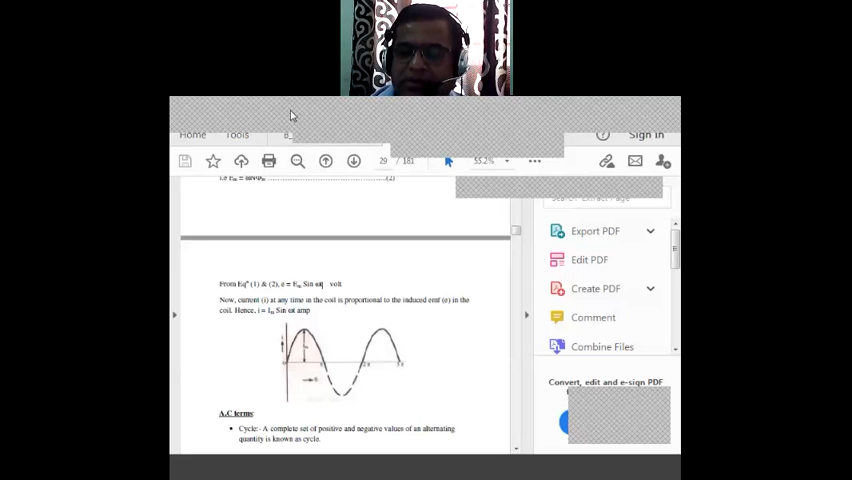 Home Tools
Sign In
29 / 181 55.2%
(2)
Export PDF
Edit PDF
Create PDF
Comment
Combine Files
Convert, edit and e-sign PDF
From Eqⁿ (1) & (2), e = Eₘ Sin ωt volt
Now, current (i) at any time in the coil is proportional to the induced emf (e) in the
coil. Hence, i = Iₘ Sin ωt amp
A.C terms:
• Cycle:- A complete set of positive and negative values of an alternating
quantity is known as cycle.